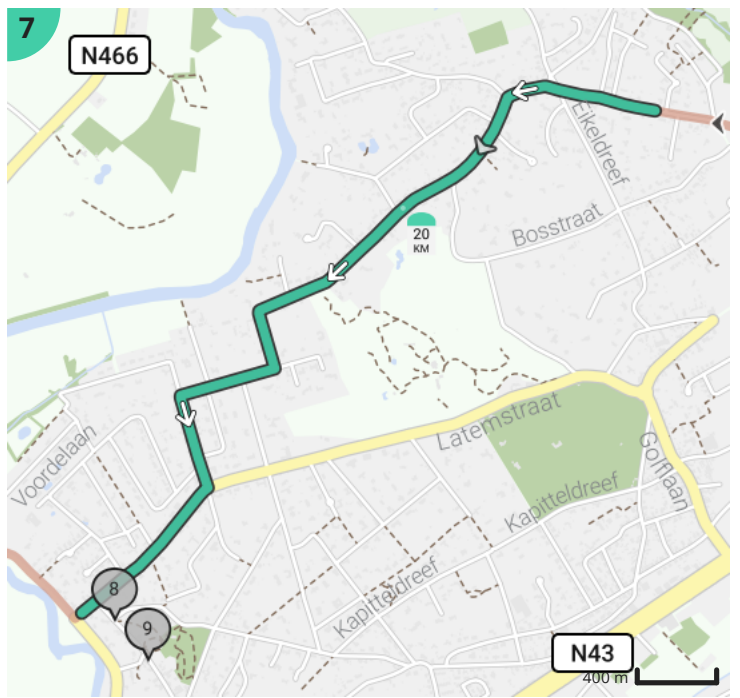 7
N466
Eikeldreef
Bosstraat
20
KM
Latemstraat
Voordelaan
Golflaan
Kapitteldreef
Kapitteldreef
8
9
N43
400 m